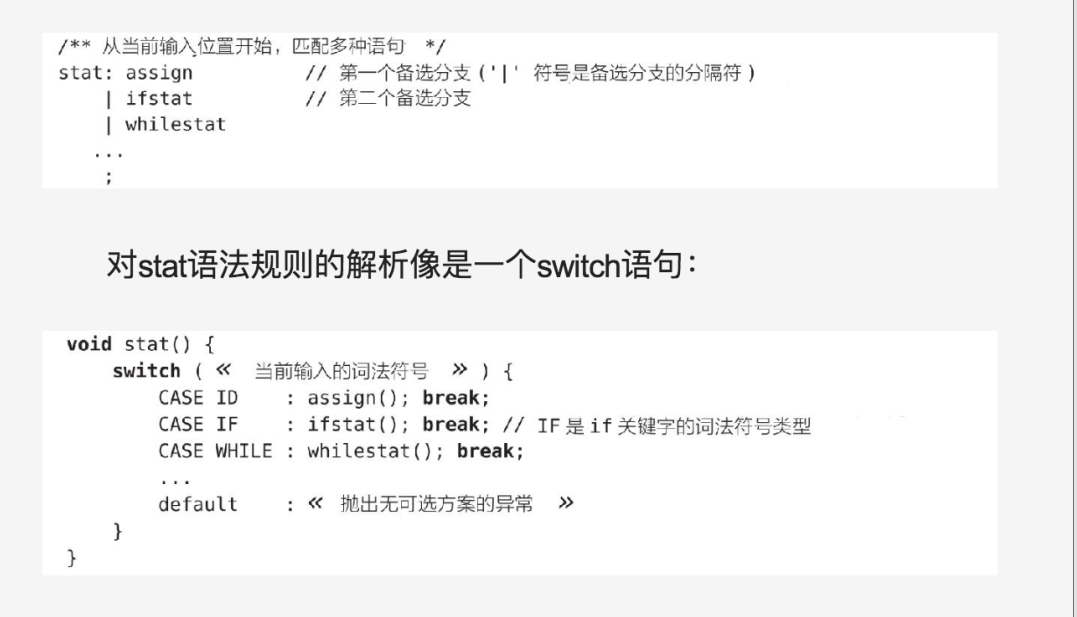 /** 从当前输入位置开始，匹配多种语句 */
stat: assign // 第一个备选分支 ('|' 符号是备选分支的分隔符 )
| ifstat // 第二个备选分支
| whilestat
...
;
对stat语法规则的解析像是一个switch语句：
void stat() {
switch ( « 当前输入的词法符号 » ) {
CASE ID : assign(); break;
CASE IF : ifstat(); break; // IF 是 if 关键字的词法符号类型
CASE WHILE : whilestat(); break;
...
default : « 抛出无可选方案的异常 »
}
}